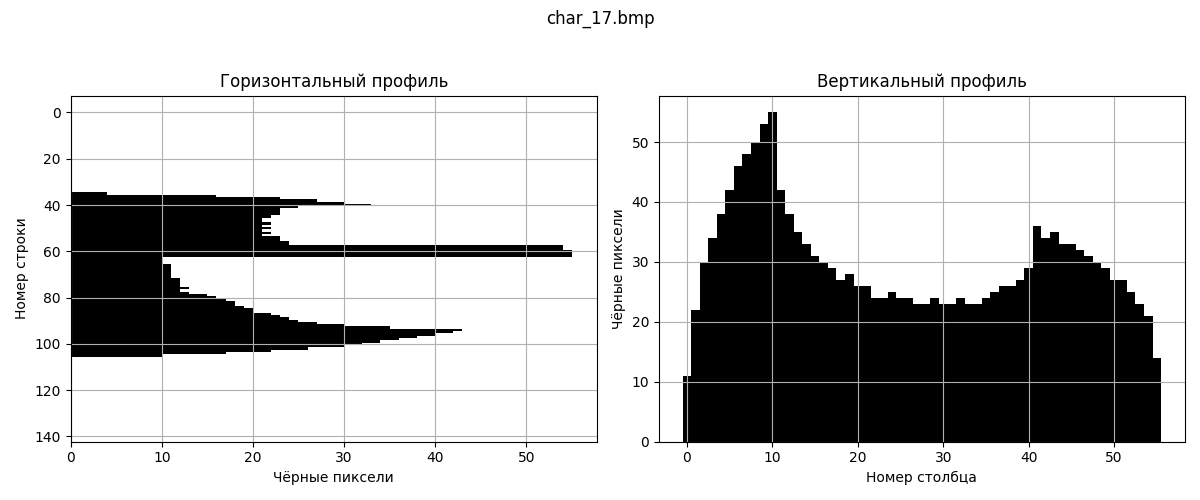 char_17.bmp
Горизонтальный профиль
Номер строки
0
20
40
60
80
100
120
140
0 10 20 30 40 50
Чёрные пиксели
Вертикальный профиль
Чёрные пиксели
50
40
30
20
10
0
0 10 20 30 40 50
Номер столбца